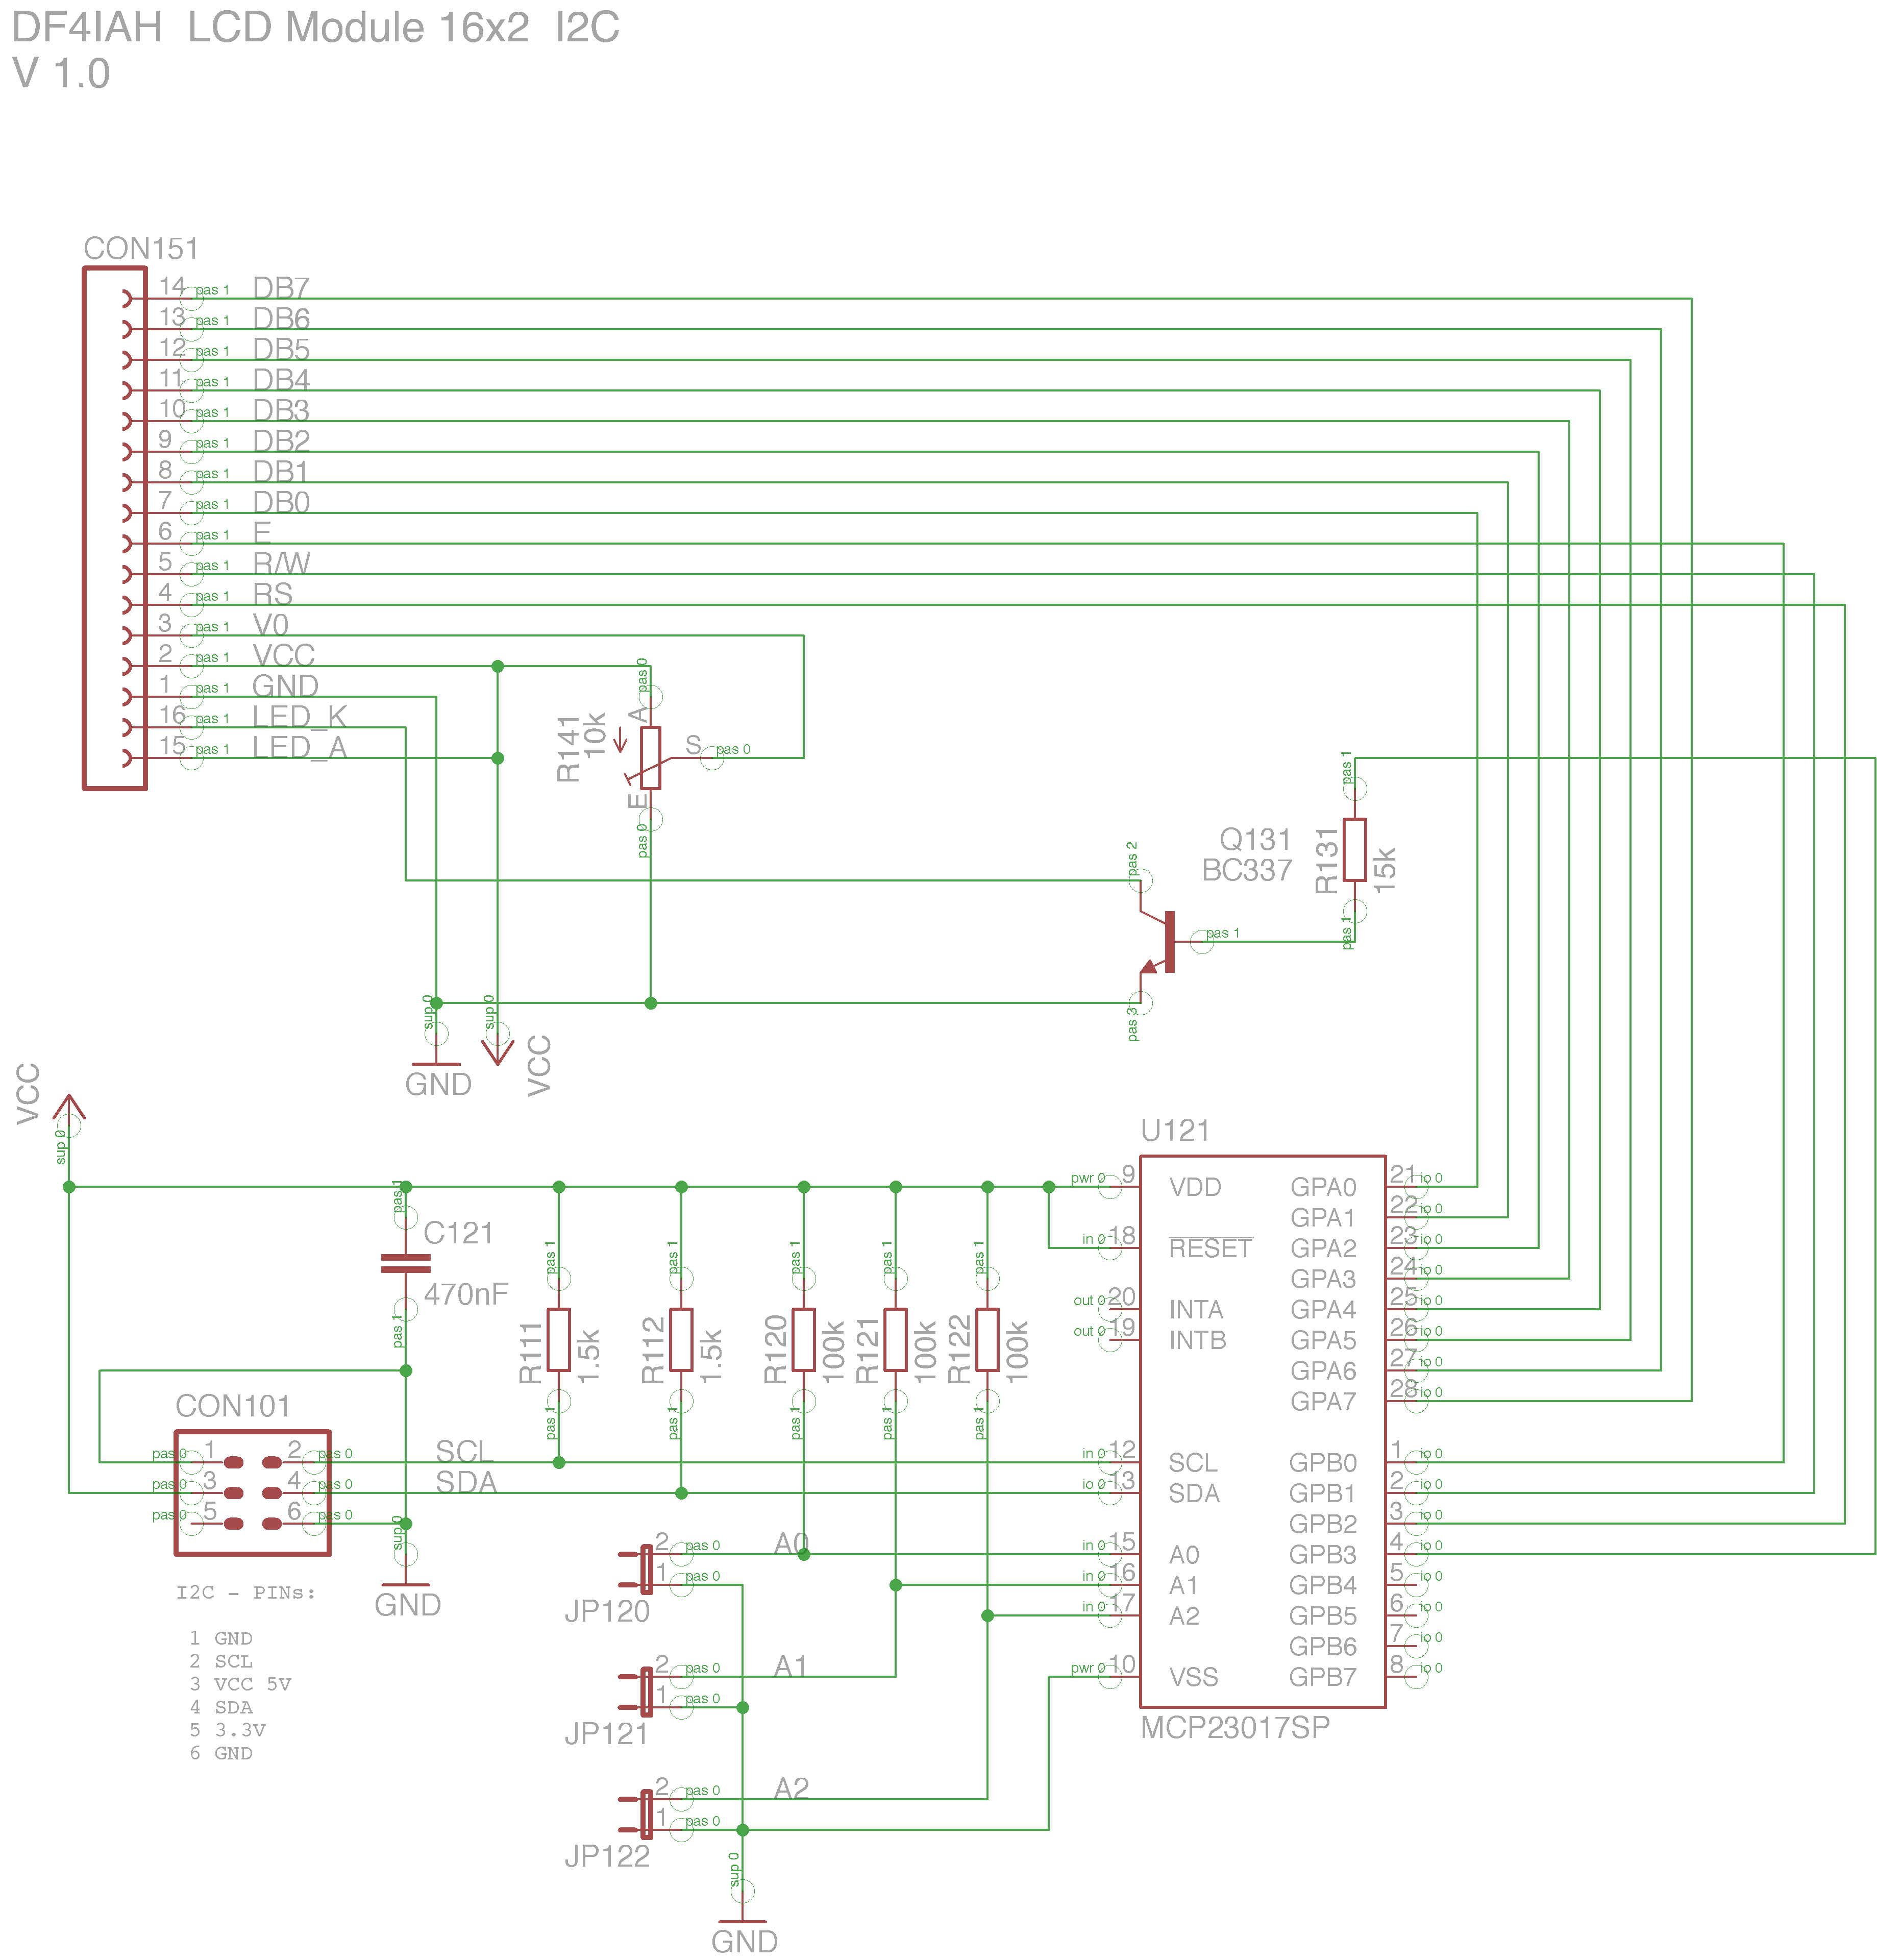 DF4IAH  LCD Module 16x2  I2C
V 1.0
CON151
14 pas 1 DB7
13 pas 1 DB6
12 pas 1 DB5
11 pas 1 DB4
10 pas 1 DB3
9 pas 1 DB2
8 pas 1 DB1
7 pas 1 DB0
6 pas 1 E
5 pas 1 R/W
4 pas 1 RS
3 pas 1 V0
2 pas 1 VCC
1 pas 1 GND
16 pas 1 LED_K
15 pas 1 LED_A
R141
10k
pas 0
A
S
pas 0
E
pas 0
pas 1
R131
15k
pas 1
Q131
BC337
pas 2
pas 1
pas 3
sup 0
GND
sup 0
VCC
VCC
sup 0
pas 1
C121
470nF
pas 1
pas 1
R111
1.5k
pas 1
pas 1
R112
1.5k
pas 1
pas 1
R120
100k
pas 1
pas 1
R121
100k
pas 1
pas 1
R122
100k
pas 1
U121
pwr 0 9 VDD
in 0 18 RESET
out 0 20 INTA
out 0 19 INTB
in 0 12 SCL
io 0 13 SDA
in 0 15 A0
in 0 16 A1
in 0 17 A2
pwr 0 10 VSS
GPA0 21 io 0
GPA1 22 io 0
GPA2 23 io 0
GPA3 24 io 0
GPA4 25 io 0
GPA5 26 io 0
GPA6 27 io 0
GPA7 28 io 0
GPB0 1 io 0
GPB1 2 io 0
GPB2 3 io 0
GPB3 4 io 0
GPB4 5 io 0
GPB5 6 io 0
GPB6 7 io 0
GPB7 8 io 0
MCP23017SP
CON101
pas 0 1 2 pas 0 SCL
pas 0 3 4 pas 0 SDA
pas 0 5 6 pas 0
sup 0
GND
I2C - PINs:
1 GND
2 SCL
3 VCC 5V
4 SDA
5 3.3V
6 GND
2 pas 0 A0
1 pas 0
JP120
2 pas 0 A1
1 pas 0
JP121
2 pas 0 A2
1 pas 0
JP122
sup 0
GND